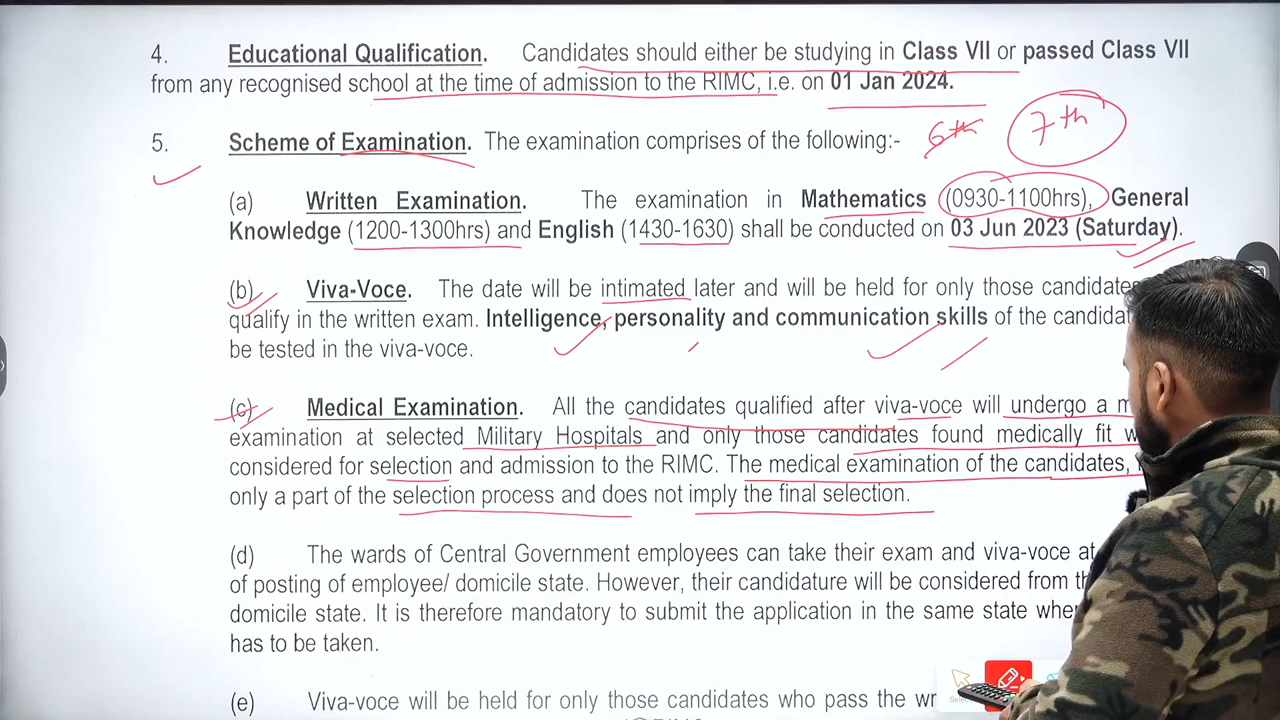 4. Educational Qualification. Candidates should either be studying in Class VII or passed Class VII
from any recognised school at the time of admission to the RIMC, i.e. on 01 Jan 2024.
6th 7th
5. Scheme of Examination. The examination comprises of the following:-
(a) Written Examination. The examination in Mathematics (0930-1100hrs), General
Knowledge (1200-1300hrs) and English (1430-1630) shall be conducted on 03 Jun 2023 (Saturday).
(b) Viva-Voce. The date will be intimated later and will be held for only those candidates
qualify in the written exam. Intelligence, personality and communication skills of the candidat
be tested in the viva-voce.
(c) Medical Examination. All the candidates qualified after viva-voce will undergo a m
examination at selected Military Hospitals and only those candidates found medically fit w
considered for selection and admission to the RIMC. The medical examination of the candidates,
only a part of the selection process and does not imply the final selection.
(d) The wards of Central Government employees can take their exam and viva-voce at
of posting of employee/ domicile state. However, their candidature will be considered from th
domicile state. It is therefore mandatory to submit the application in the same state whe
has to be taken.
(e) Viva-voce will be held for only those candidates who pass the wr